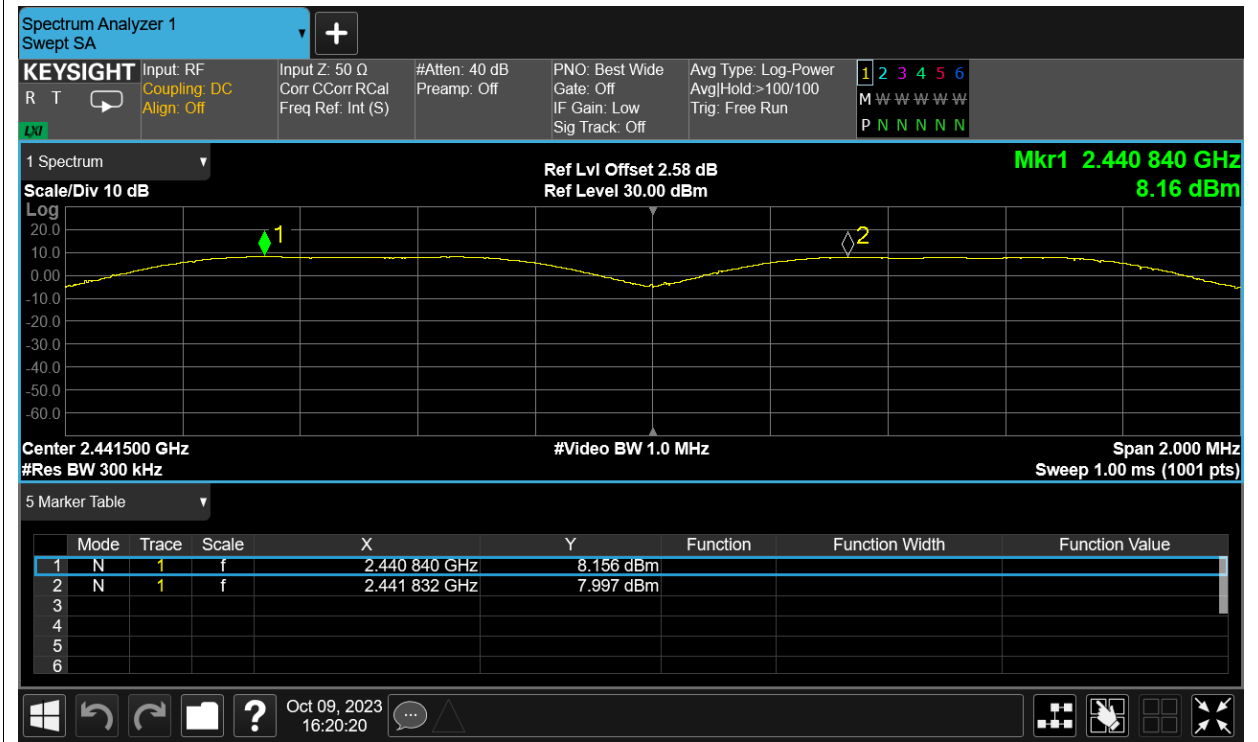 Spectrum Analyzer 1
Swept SA
+
KEYSIGHT
R T
LXI
Input: RF
Coupling: DC
Align: Off
Input Z: 50 Ω
Corr CCorr RCal
Freq Ref: Int (S)
#Atten: 40 dB
Preamp: Off
PNO: Best Wide
Gate: Off
IF Gain: Low
Sig Track: Off
Avg Type: Log-Power
Avg|Hold:>100/100
Trig: Free Run
1 2 3 4 5 6
M W W W W W W
P N N N N N
1 Spectrum
Scale/Div 10 dB
Ref Lvl Offset 2.58 dB
Ref Level 30.00 dBm
Mkr1 2.440 840 GHz
8.16 dBm
Log
20.0
10.0
0.00
-10.0
-20.0
-30.0
-40.0
-50.0
-60.0
1
2
Center 2.441500 GHz
#Video BW 1.0 MHz
Span 2.000 MHz
#Res BW 300 kHz
Sweep 1.00 ms (1001 pts)
5 Marker Table
Mode Trace Scale X Y Function Function Width Function Value
1 N 1 f 2.440 840 GHz 8.156 dBm
2 N 1 f 2.441 832 GHz 7.997 dBm
3
4
5
6
?
Oct 09, 2023
16:20:20